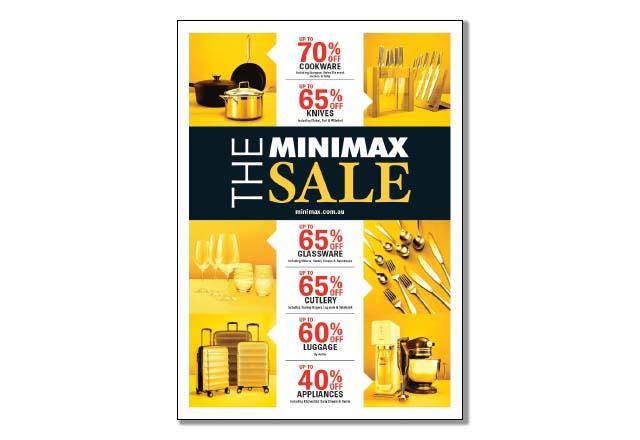 UP TO
70% OFF
COOKWARE
UP TO
65% OFF
KNIVES
THE MINIMAX
SALE
minimax.com.au
UP TO
65% OFF
GLASSWARE
UP TO
65% OFF
CUTLERY
UP TO
60% OFF
LUGGAGE
UP TO
40% OFF
APPLIANCES